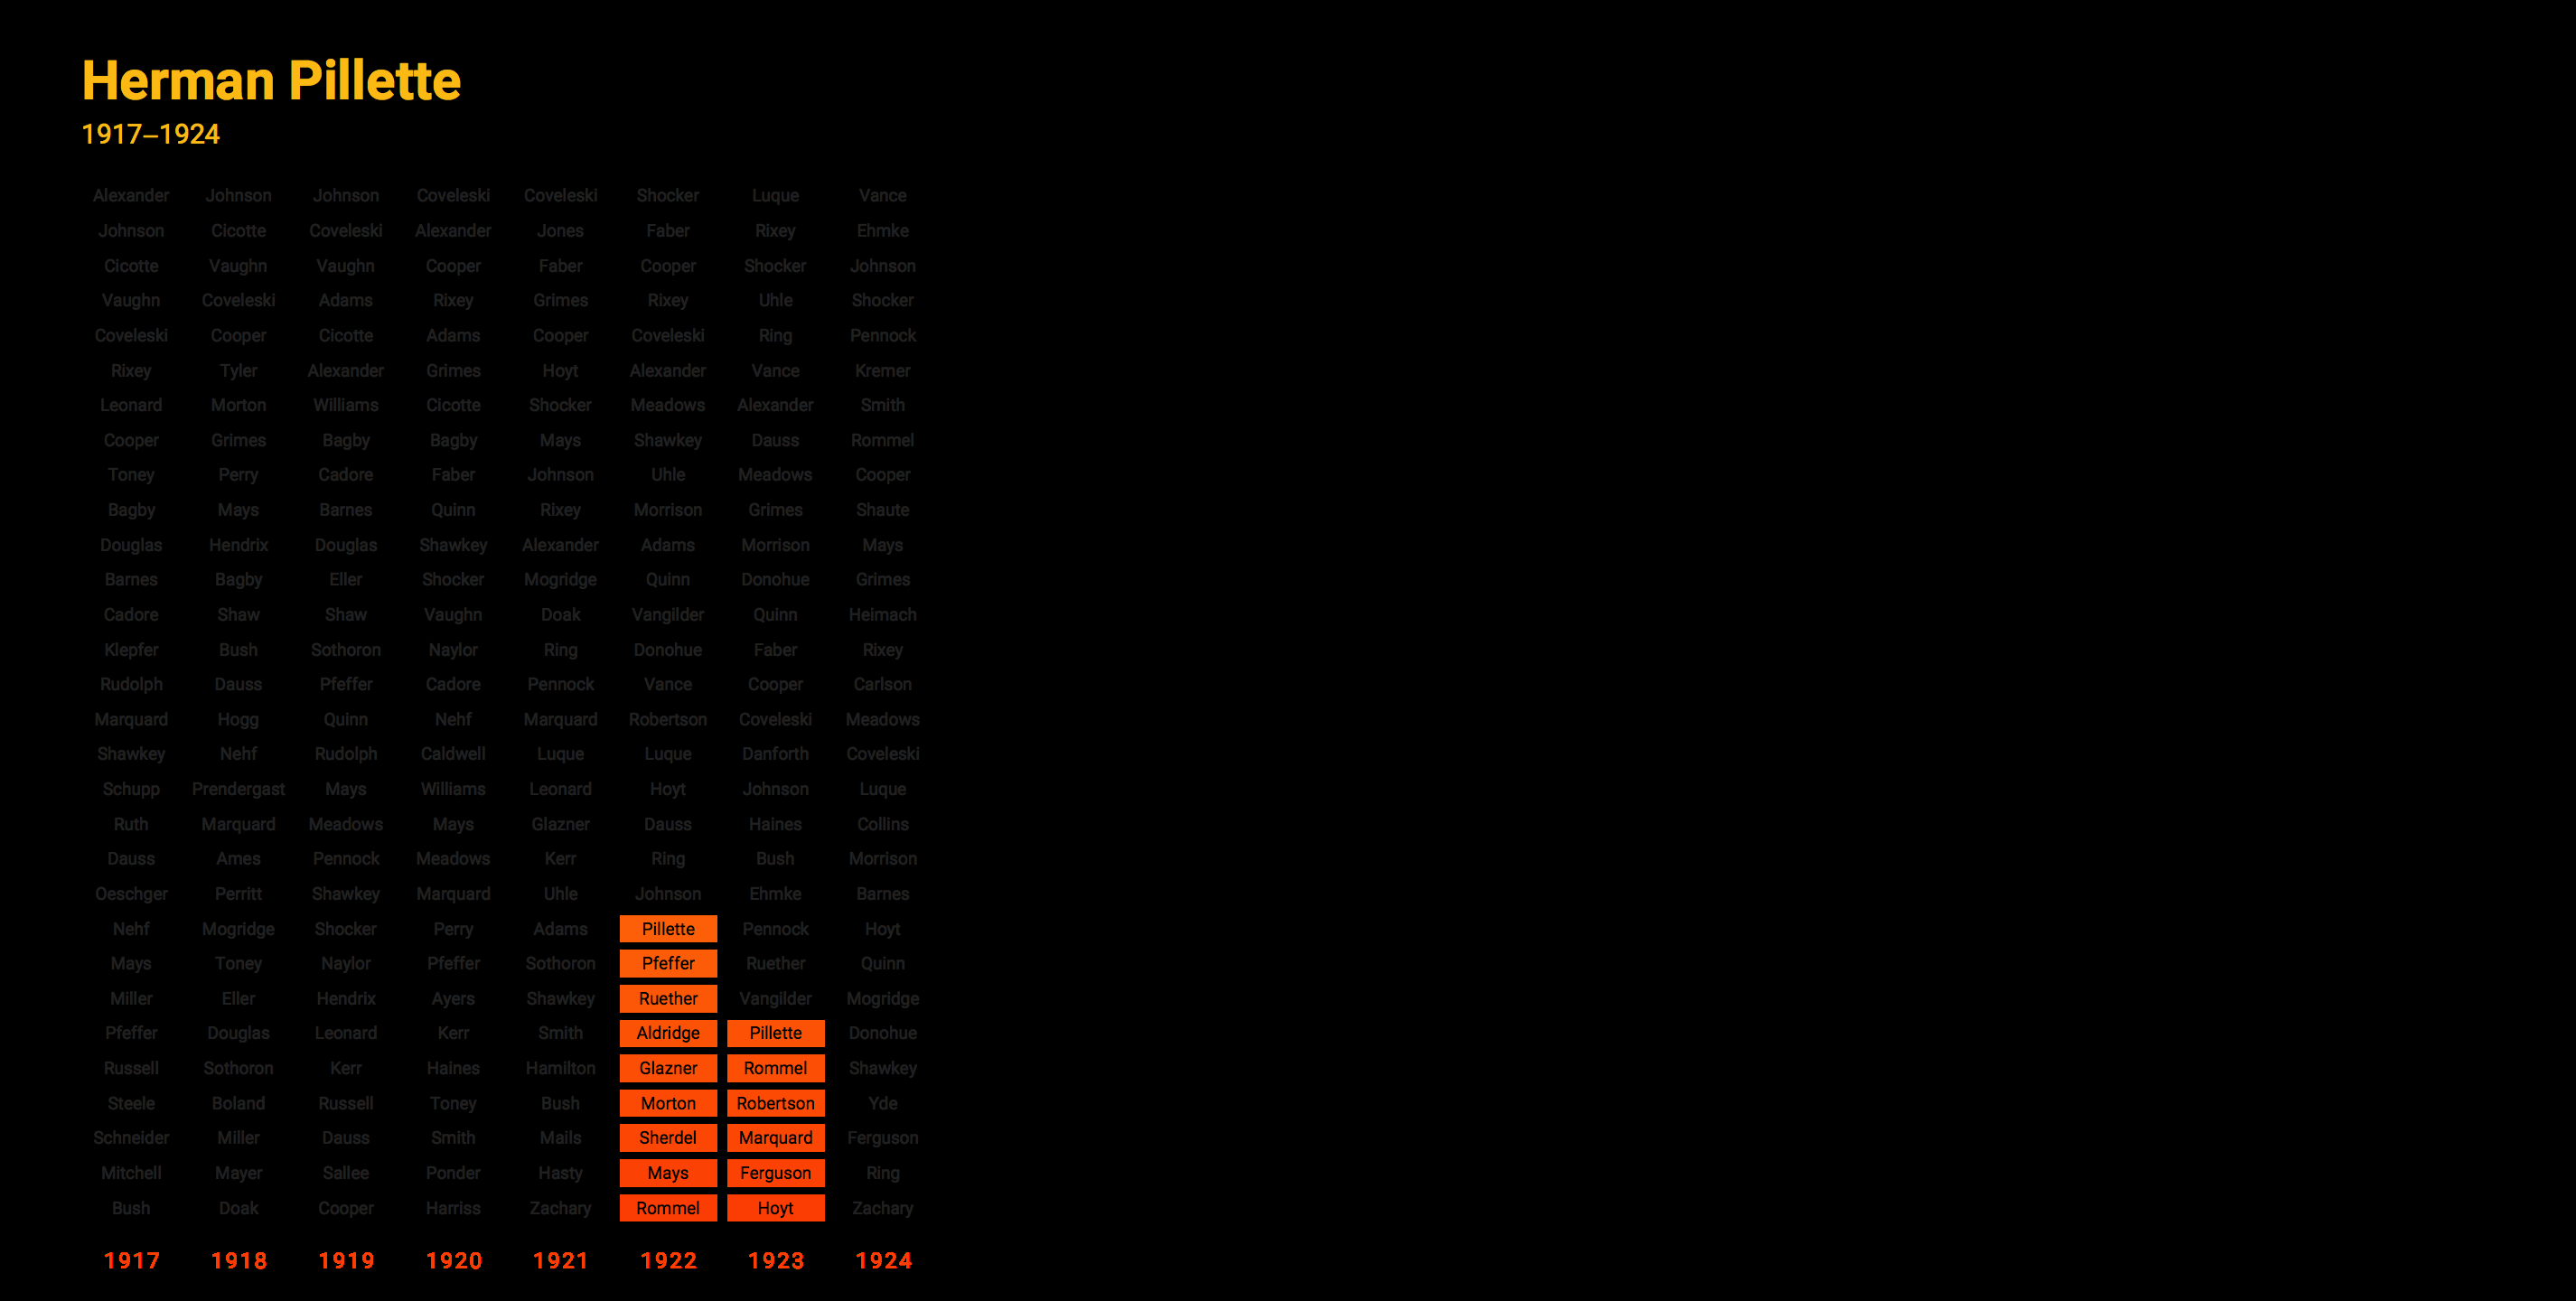 Herman Pillette
1917–1924
Alexander Johnson Johnson Coveleski Coveleski Shocker Luque Vance
Johnson Cicotte Coveleski Alexander Jones Faber Rixey Ehmke
Cicotte Vaughn Vaughn Cooper Faber Cooper Shocker Johnson
Vaughn Coveleski Adams Rixey Grimes Rixey Uhle Shocker
Coveleski Cooper Cicotte Adams Cooper Coveleski Ring Pennock
Rixey Tyler Alexander Grimes Hoyt Alexander Vance Kremer
Leonard Morton Williams Cicotte Shocker Meadows Alexander Smith
Cooper Grimes Bagby Bagby Mays Shawkey Dauss Rommel
Toney Perry Cadore Faber Johnson Uhle Meadows Cooper
Bagby Mays Barnes Quinn Rixey Morrison Grimes Shaute
Douglas Hendrix Douglas Shawkey Alexander Adams Morrison Mays
Barnes Bagby Eller Shocker Mogridge Quinn Donohue Grimes
Cadore Shaw Shaw Vaughn Doak Vangilder Quinn Heimach
Klepfer Bush Sothoron Naylor Ring Donohue Faber Rixey
Rudolph Dauss Pfeffer Cadore Pennock Vance Cooper Carlson
Marquard Hogg Quinn Nehf Marquard Robertson Coveleski Meadows
Shawkey Nehf Rudolph Caldwell Luque Luque Danforth Coveleski
Schupp Prendergast Mays Williams Leonard Hoyt Johnson Luque
Ruth Marquard Meadows Mays Glazner Dauss Haines Collins
Dauss Ames Pennock Meadows Kerr Ring Bush Morrison
Oeschger Perritt Shawkey Marquard Uhle Johnson Ehmke Barnes
Nehf Mogridge Shocker Perry Adams Pillette Pennock Hoyt
Mays Toney Naylor Pfeffer Sothoron Pfeffer Ruether Quinn
Miller Eller Hendrix Ayers Shawkey Ruether Vangilder Mogridge
Pfeffer Douglas Leonard Kerr Smith Aldridge Pillette Donohue
Russell Sothoron Kerr Haines Hamilton Glazner Rommel Shawkey
Steele Boland Russell Toney Bush Morton Robertson Yde
Schneider Miller Dauss Smith Mails Sherdel Marquard Ferguson
Mitchell Mayer Sallee Ponder Hasty Mays Ferguson Ring
Bush Doak Cooper Harriss Zachary Rommel Hoyt Zachary
1917 1918 1919 1920 1921 1922 1923 1924